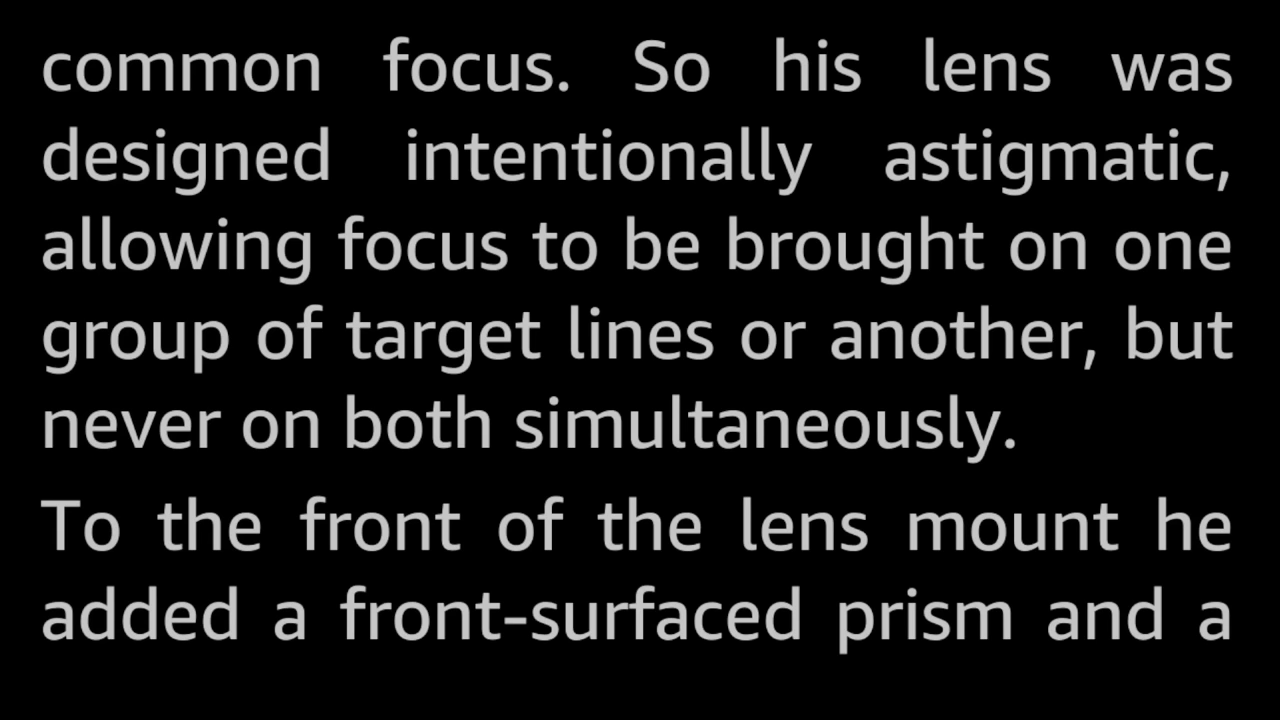 common focus. So his lens was
designed intentionally astigmatic,
allowing focus to be brought on one
group of target lines or another, but
never on both simultaneously.
To the front of the lens mount he
added a front-surfaced prism and a